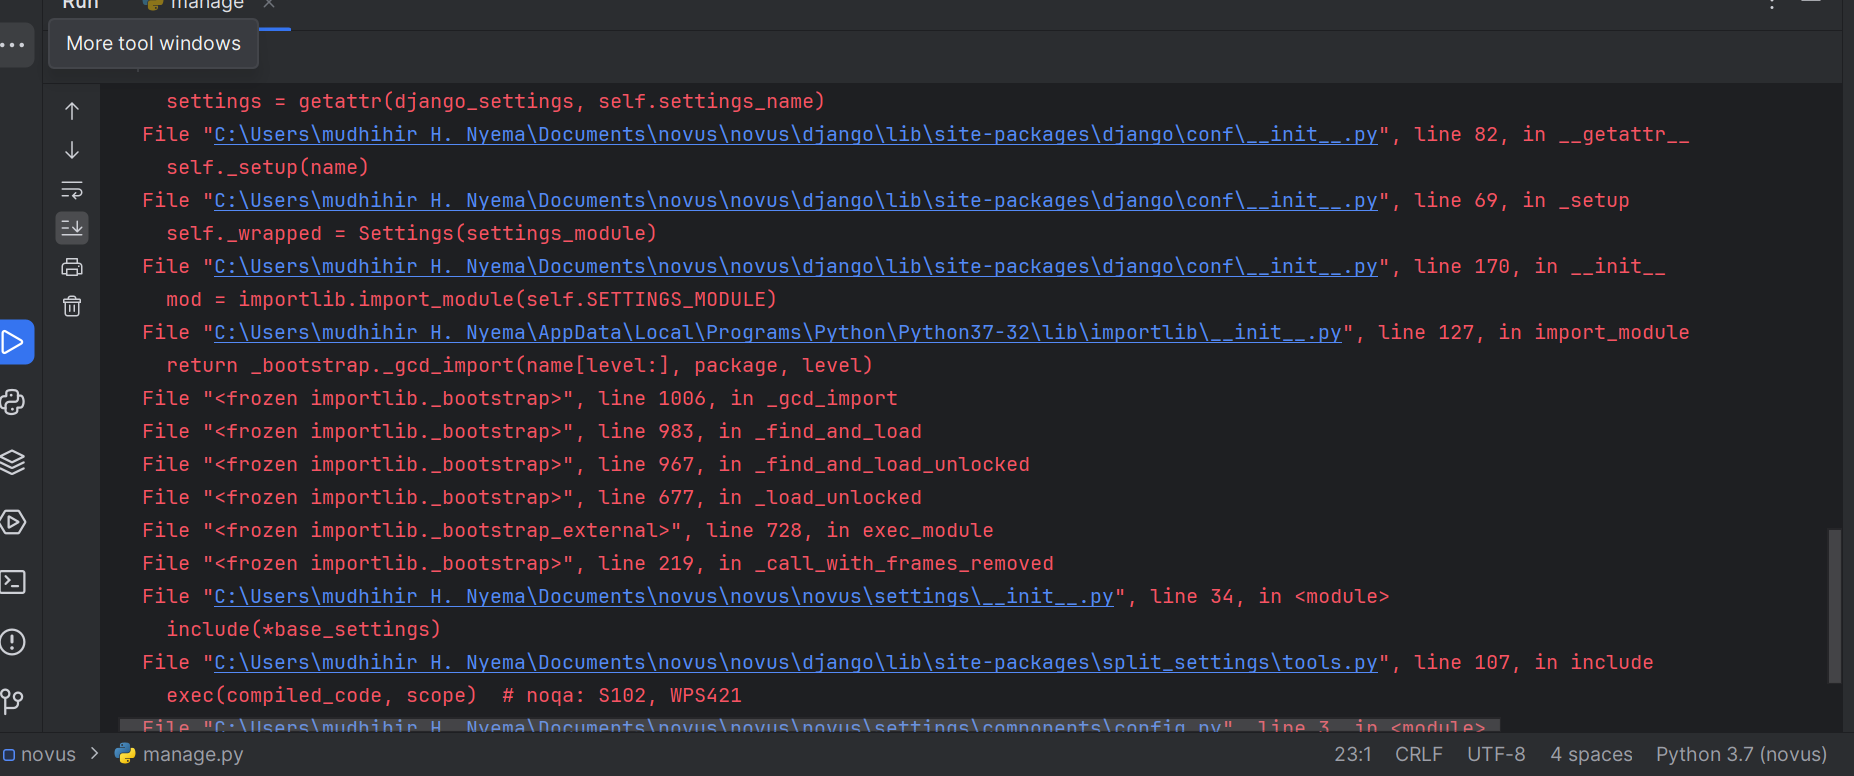 Run
manage
More tool windows
settings = getattr(django_settings, self.settings_name)
File "C:\Users\mudhihir H. Nyema\Documents\novus\novus\django\lib\site-packages\django\conf\__init__.py", line 82, in __getattr__
self._setup(name)
File "C:\Users\mudhihir H. Nyema\Documents\novus\novus\django\lib\site-packages\django\conf\__init__.py", line 69, in _setup
self._wrapped = Settings(settings_module)
File "C:\Users\mudhihir H. Nyema\Documents\novus\novus\django\lib\site-packages\django\conf\__init__.py", line 170, in __init__
mod = importlib.import_module(self.SETTINGS_MODULE)
File "C:\Users\mudhihir H. Nyema\AppData\Local\Programs\Python\Python37-32\lib\importlib\__init__.py", line 127, in import_module
return _bootstrap._gcd_import(name[level:], package, level)
File "<frozen importlib._bootstrap>", line 1006, in _gcd_import
File "<frozen importlib._bootstrap>", line 983, in _find_and_load
File "<frozen importlib._bootstrap>", line 967, in _find_and_load_unlocked
File "<frozen importlib._bootstrap>", line 677, in _load_unlocked
File "<frozen importlib._bootstrap_external>", line 728, in exec_module
File "<frozen importlib._bootstrap>", line 219, in _call_with_frames_removed
File "C:\Users\mudhihir H. Nyema\Documents\novus\novus\novus\settings\__init__.py", line 34, in <module>
include(*base_settings)
File "C:\Users\mudhihir H. Nyema\Documents\novus\novus\django\lib\site-packages\split_settings\tools.py", line 107, in include
exec(compiled_code, scope)  # noqa: S102, WPS421
File "C:\Users\mudhihir H. Nyema\Documents\novus\novus\novus\settings\components\config.py", line 3, in <module>
novus > manage.py 23:1 CRLF UTF-8 4 spaces Python 3.7 (novus)